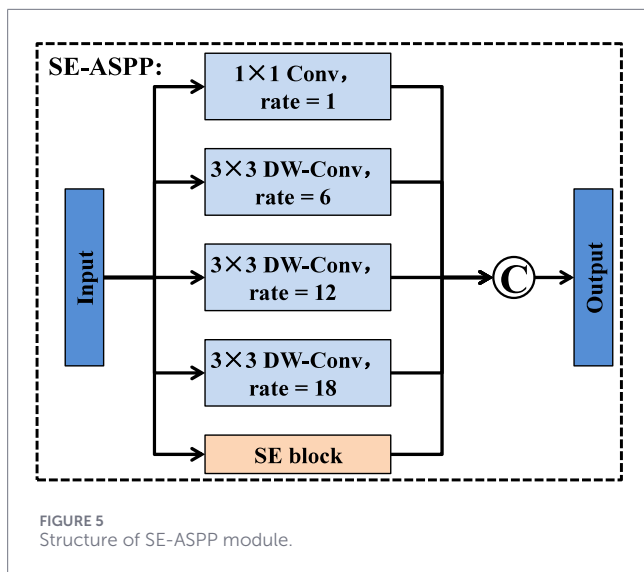 SE-ASPP:
1×1 Conv,
rate = 1
3×3 DW-Conv,
rate = 6
Input
3×3 DW-Conv,
rate = 12
C
Output
3×3 DW-Conv,
rate = 18
SE block
FIGURE 5
Structure of SE-ASPP module.